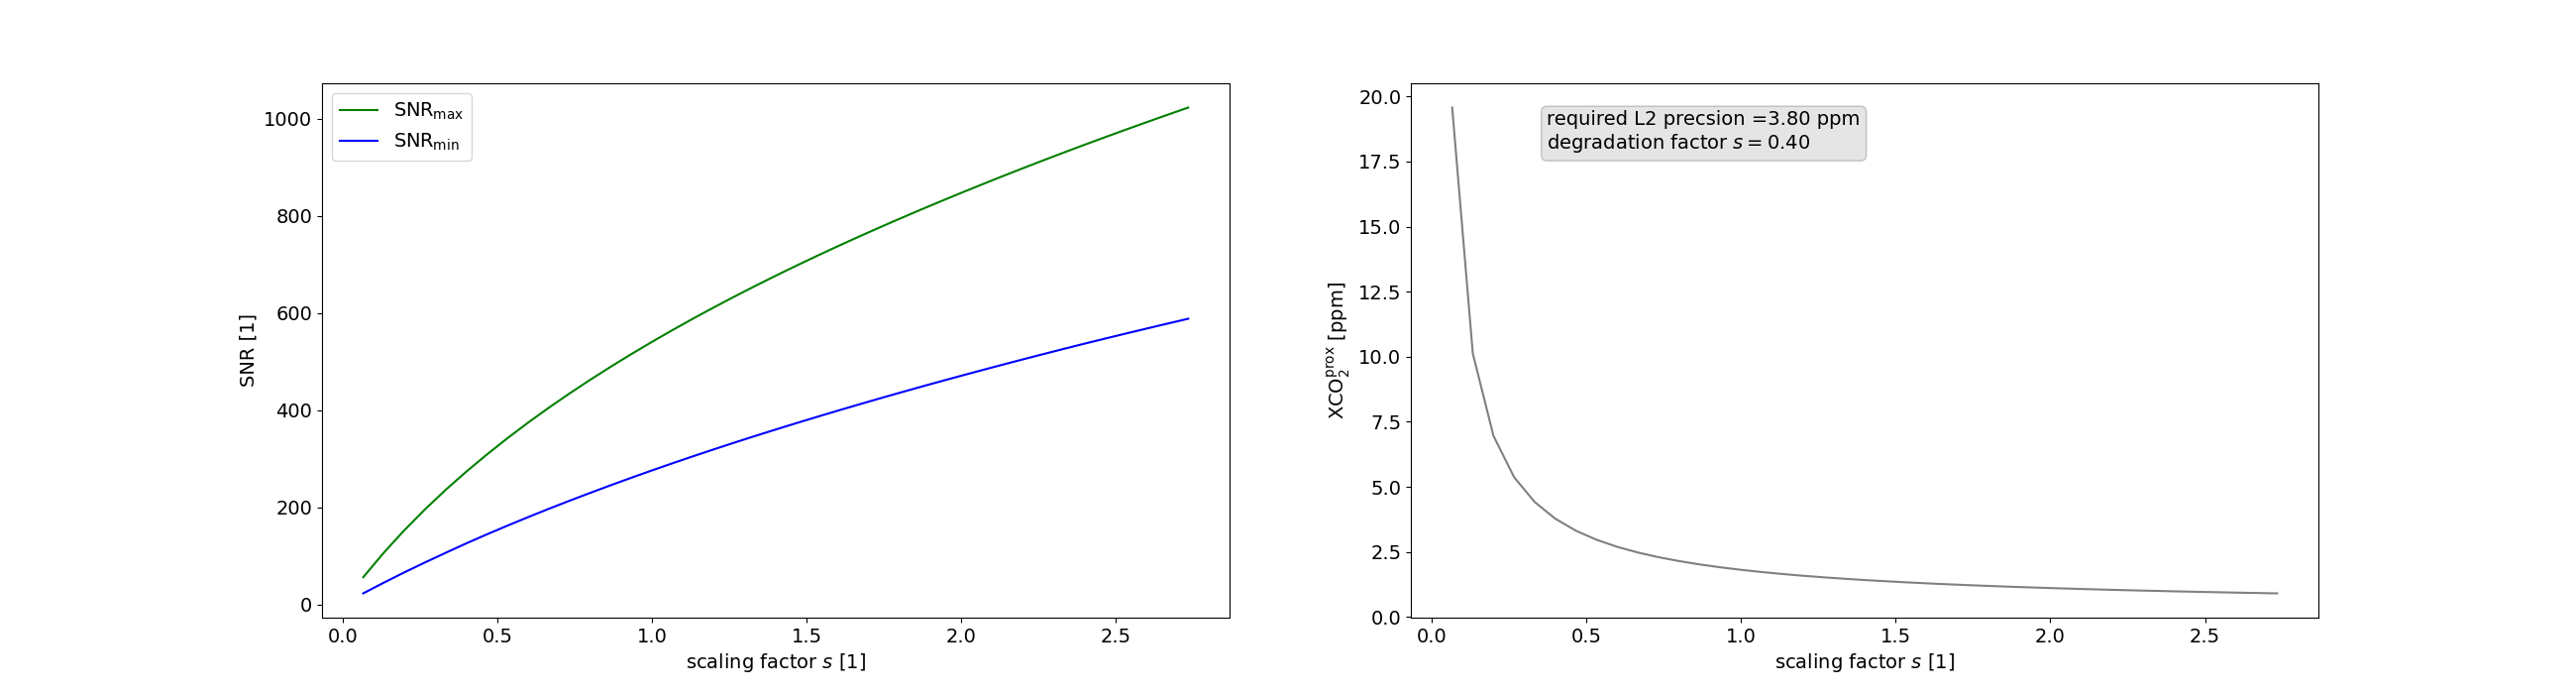 SNR [1]
1000
800
600
400
200
0
SNRmax
SNRmin
0.0 0.5 1.0 1.5 2.0 2.5
scaling factor s [1]
XCO₂^prox [ppm]
20.0
17.5
15.0
12.5
10.0
7.5
5.0
2.5
0.0
required L2 precsion =3.80 ppm
degradation factor s = 0.40
0.0 0.5 1.0 1.5 2.0 2.5
scaling factor s [1]